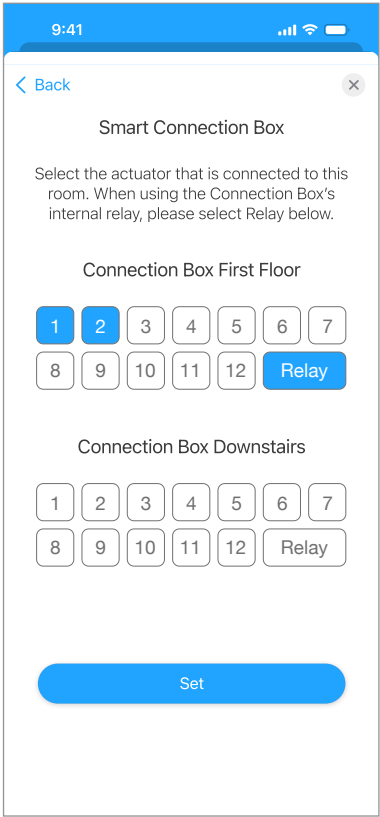 9:41
Back
Smart Connection Box
Select the actuator that is connected to this
room. When using the Connection Box's
internal relay, please select Relay below.
Connection Box First Floor
1 2 3 4 5 6 7
8 9 10 11 12 Relay
Connection Box Downstairs
1 2 3 4 5 6 7
8 9 10 11 12 Relay
Set